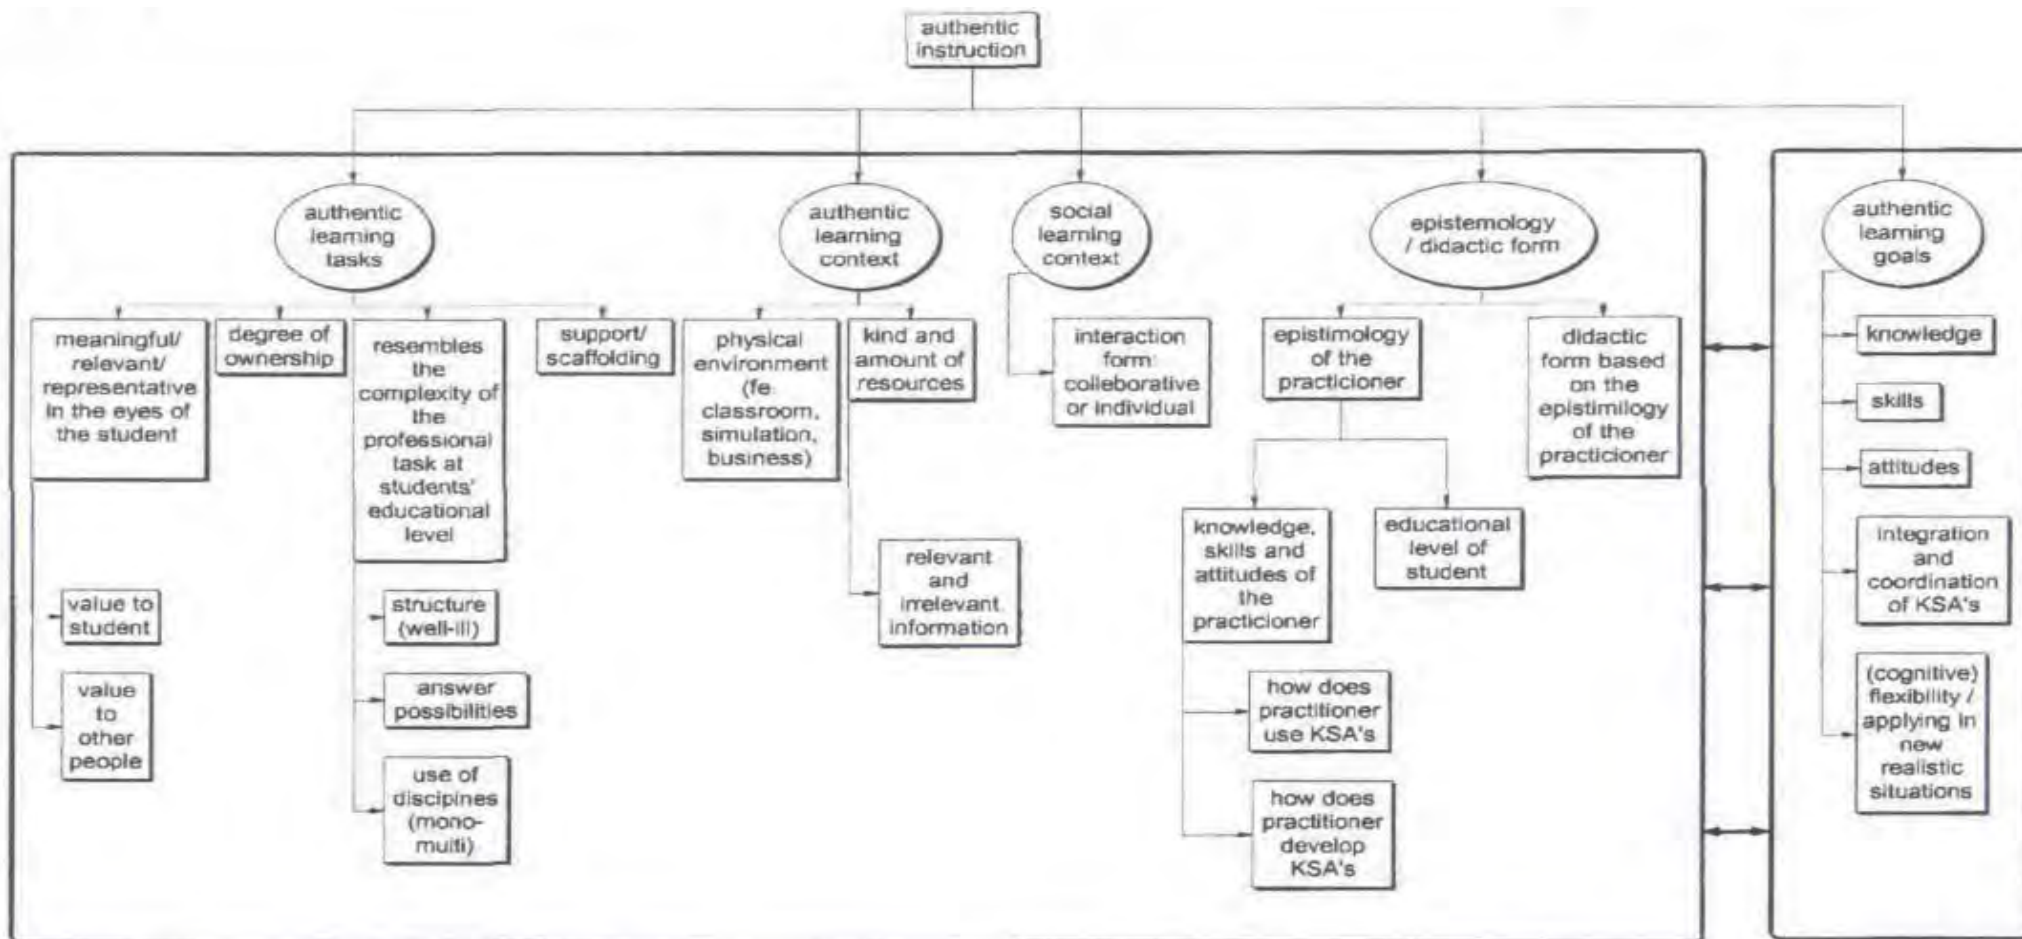 authentic
instruction
authentic
learning
tasks
authentic
learning
context
social
learning
context
epistemology
/ didactic form
authentic
learning
goals
meaningful/
relevant/
representative
in the eyes of
the student
degree of
ownership
resembles
the
complexity of
the
professional
task at
students'
educational
level
support/
scaffolding
physical
environment
(fe.
classroom,
simulation,
business)
kind and
amount of
resources
interaction
form:
colleborative
or individual
epistimology
of the
practicioner
didactic
form based
on the
epistimilogy
of the
practicioner
knowledge
skills
attitudes
integration
and
coordination
of KSA's
(cognitive)
flexibility /
applying in
new
realistic
situations
value to
student
value
to
other
people
structure
(well-ill)
answer
possibilities
use of
discipines
(mono-
multi)
relevant
and
irrelevant
information
knowledge,
skills and
attitudes of
the
practicioner
educational
level of
student
how does
practitioner
use KSA's
how does
practitioner
develop
KSA's